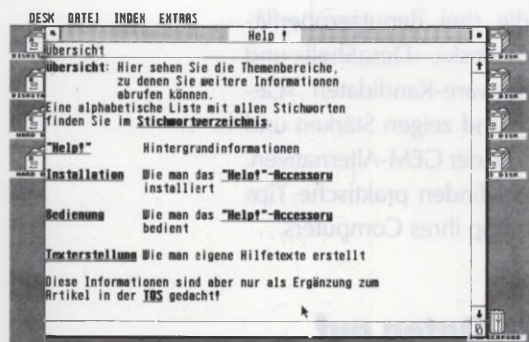 DESK DATEI INDEX EXTRAS
Help !
Übersicht
Übersicht: Hier sehen Sie die Themenbereiche,
zu denen Sie weitere Informationen
abrufen können.
Eine alphabetische Liste mit allen Stichworten
finden Sie im Stichwortverzeichnis.
"Help!" Hintergrundinformationen
Installation Wie man das "Help!"-Accessory
installiert
Bedienung Wie man das "Help!"-Accessory
bedient
Texterstellung Wie man eigene Hilfetexte erstellt
Diese Informationen sind aber nur als Ergänzung zum
Artikel in der TOS gedacht!